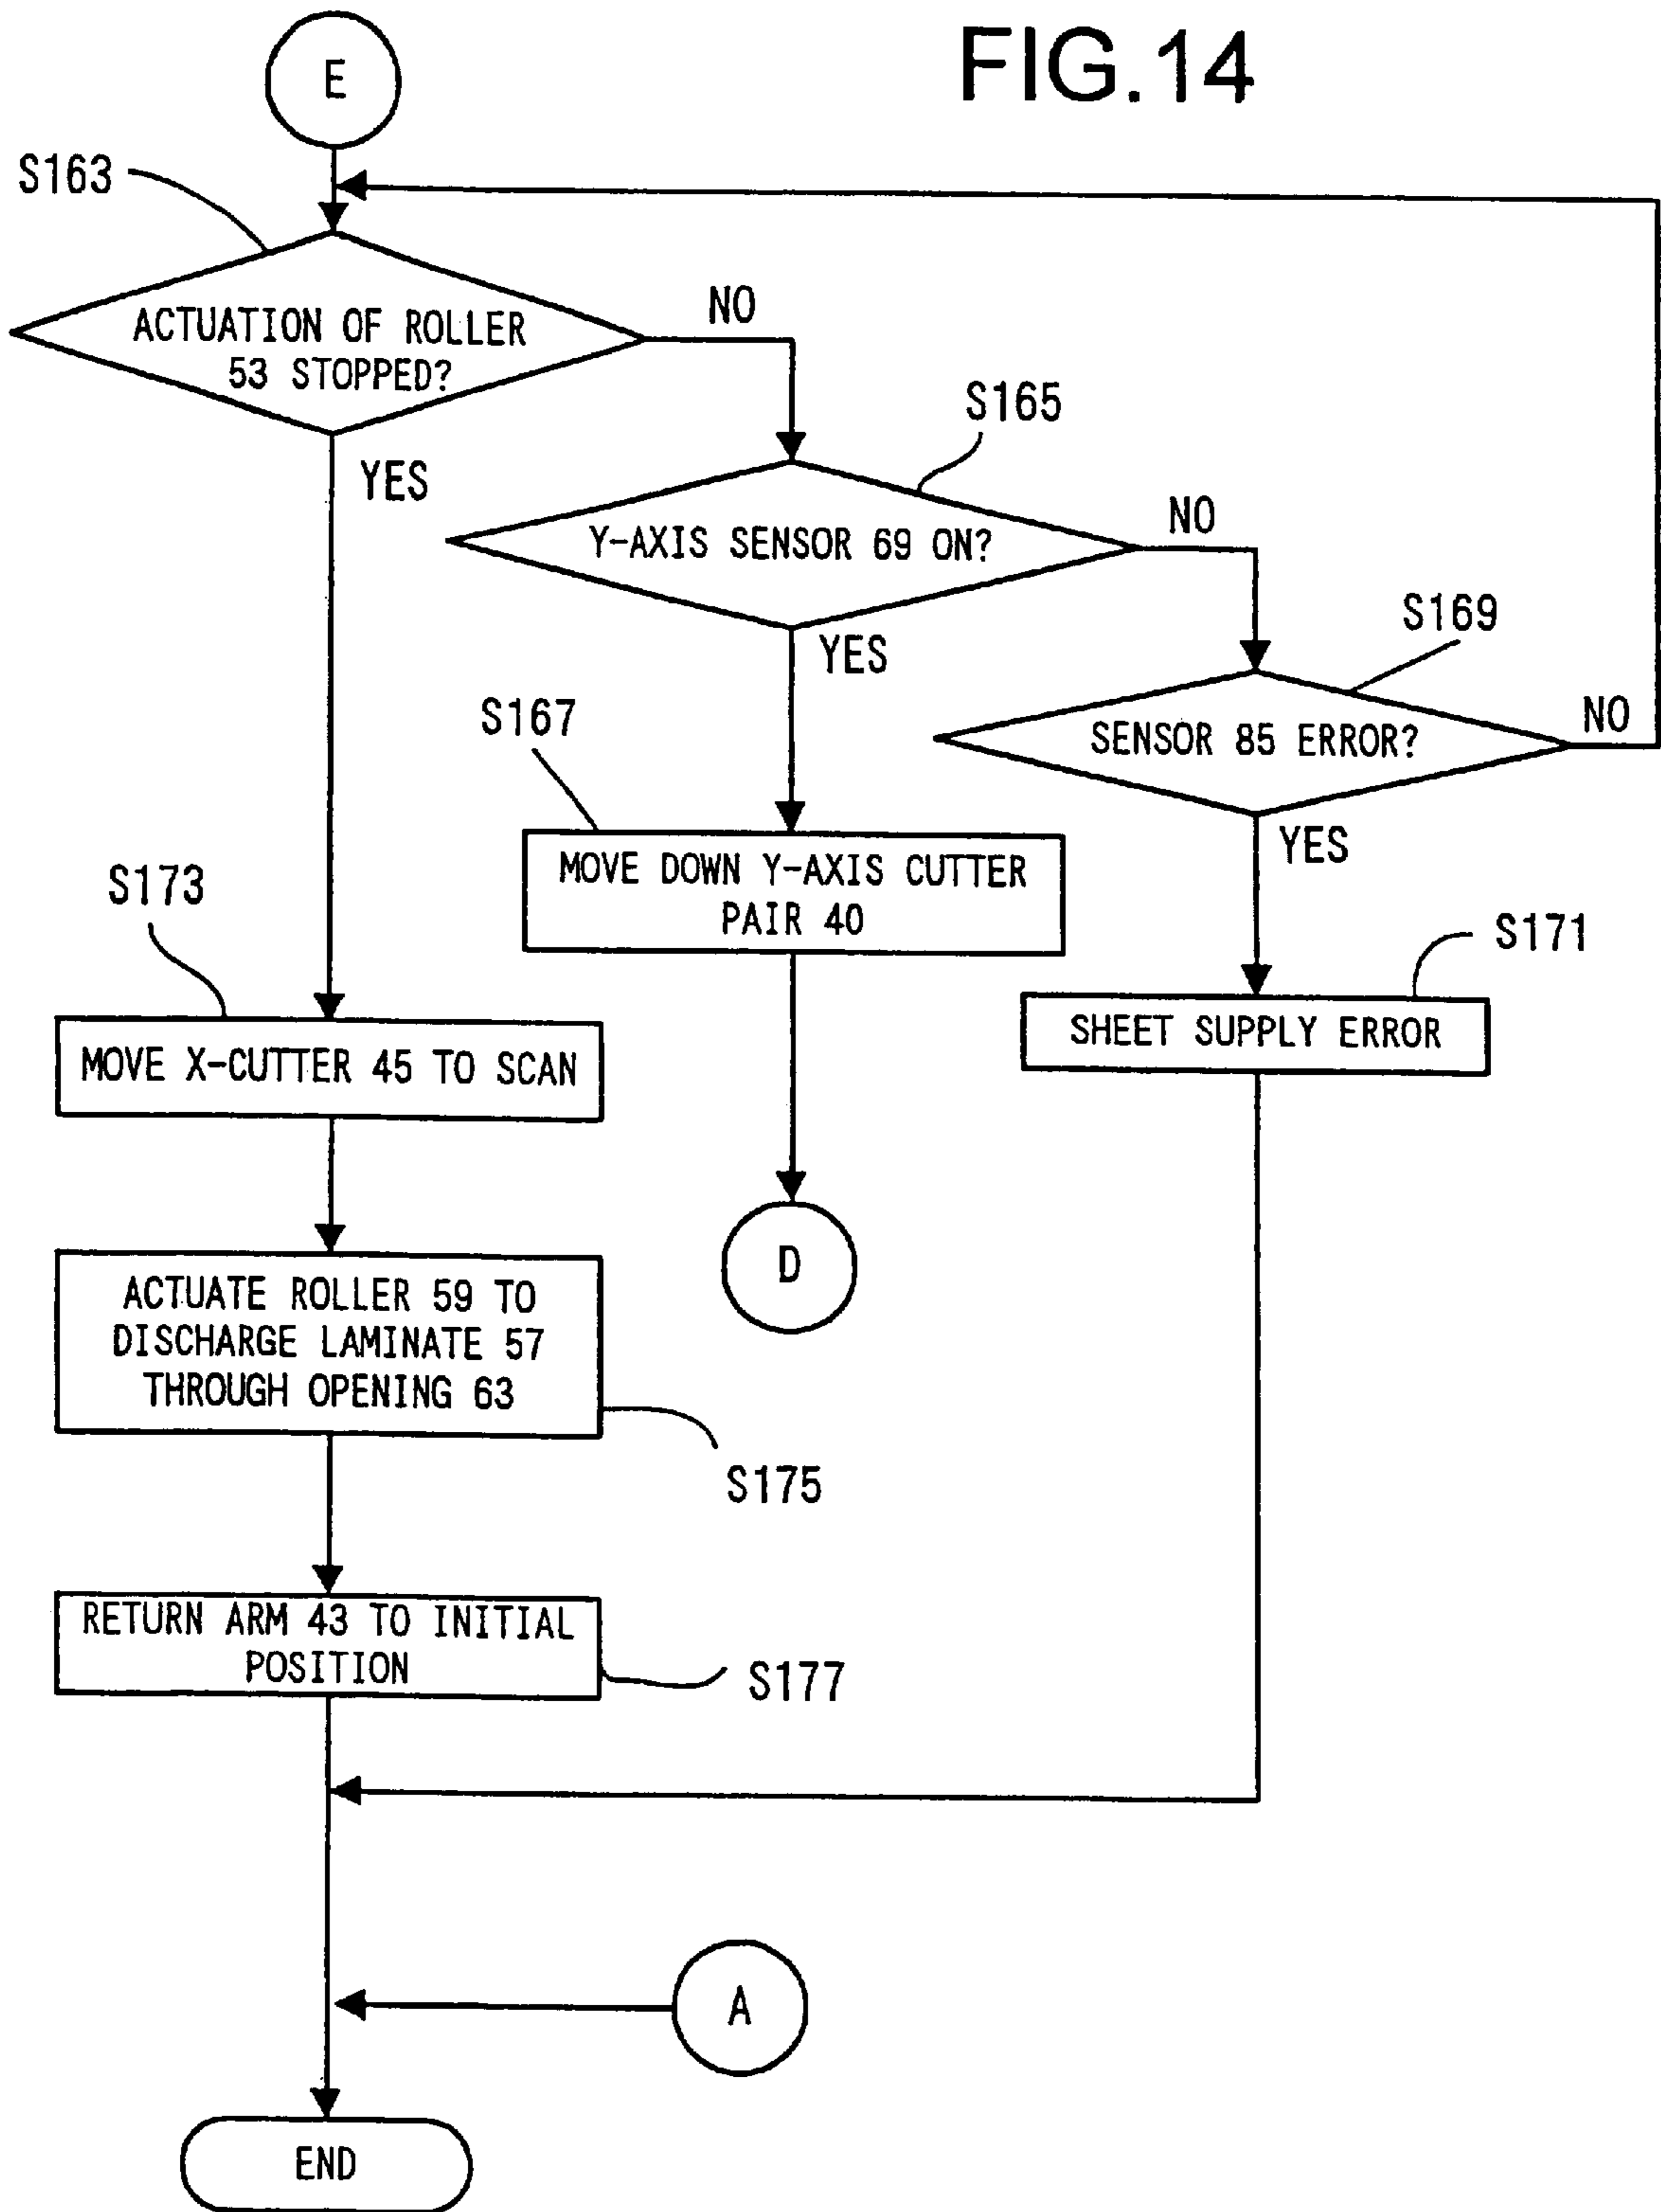 FIG.14
E
S163
ACTUATION OF ROLLER
53 STOPPED?
NO
YES
S165
Y-AXIS SENSOR 69 ON?
NO
YES
S169
SENSOR 85 ERROR?
NO
YES
S167
MOVE DOWN Y-AXIS CUTTER
PAIR 40
S171
SHEET SUPPLY ERROR
S173
MOVE X-CUTTER 45 TO SCAN
D
ACTUATE ROLLER 59 TO
DISCHARGE LAMINATE 57
THROUGH OPENING 63
S175
RETURN ARM 43 TO INITIAL
POSITION
S177
A
END